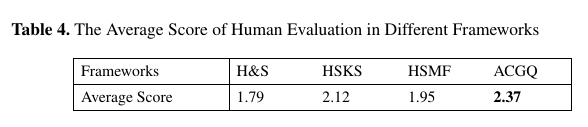 Table 4. The Average Score of Human Evaluation in Different Frameworks
Frameworks H&S HSKS HSMF ACGQ
Average Score 1.79 2.12 1.95 2.37